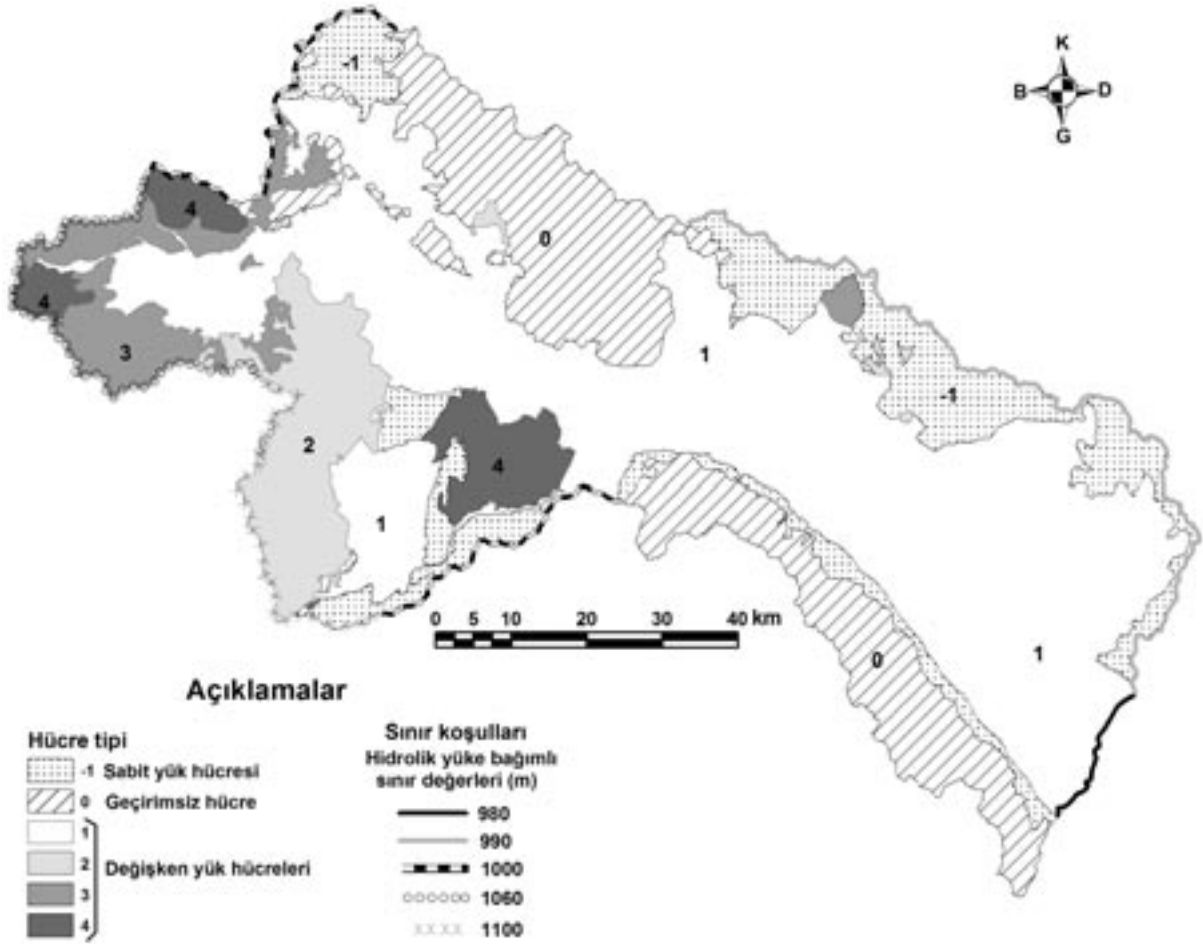 K
B D
G
-1
4
0
4
3
1
-1
2
4
1
0
1
0 5 10 20 30 40 km
Açıklamalar
Hücre tipi
-1 Sabit yük hücresi
0 Geçirimsiz hücre
1
2
Değişken yük hücreleri
3
4
Sınır koşulları
Hidrolik yüke bağımlı
sınır değerleri (m)
980
990
1000
1060
1100